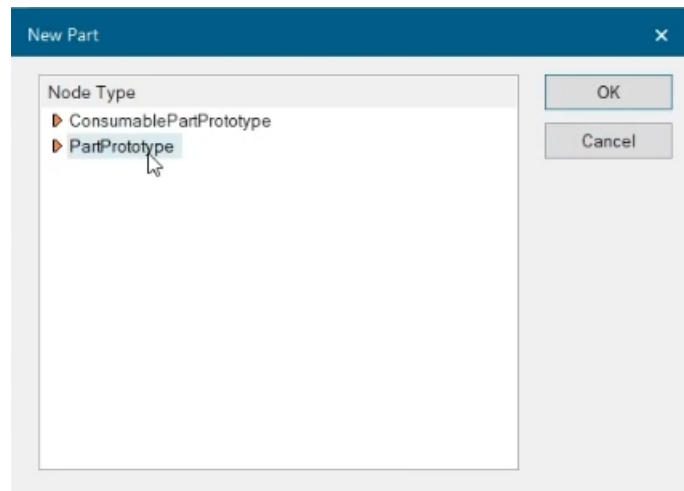 New Part
Node Type
ConsumablePartPrototype
PartPrototype
OK
Cancel